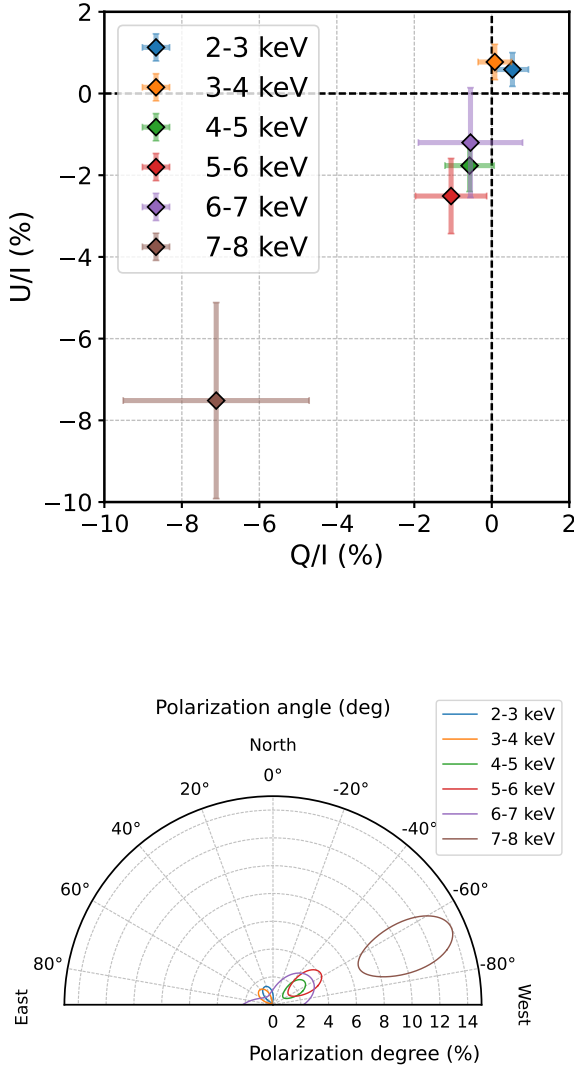 2
0
−2
−4
−6
−8
−10
U/I (%)
2-3 keV
3-4 keV
4-5 keV
5-6 keV
6-7 keV
7-8 keV
−10 −8 −6 −4 −2 0 2
Q/I (%)
Polarization angle (deg)
North
2-3 keV
3-4 keV
4-5 keV
5-6 keV
6-7 keV
7-8 keV
80°
60°
40°
20°
0°
-20°
-40°
-60°
-80°
East
West
0 2 4 6 8 10 12 14
Polarization degree (%)